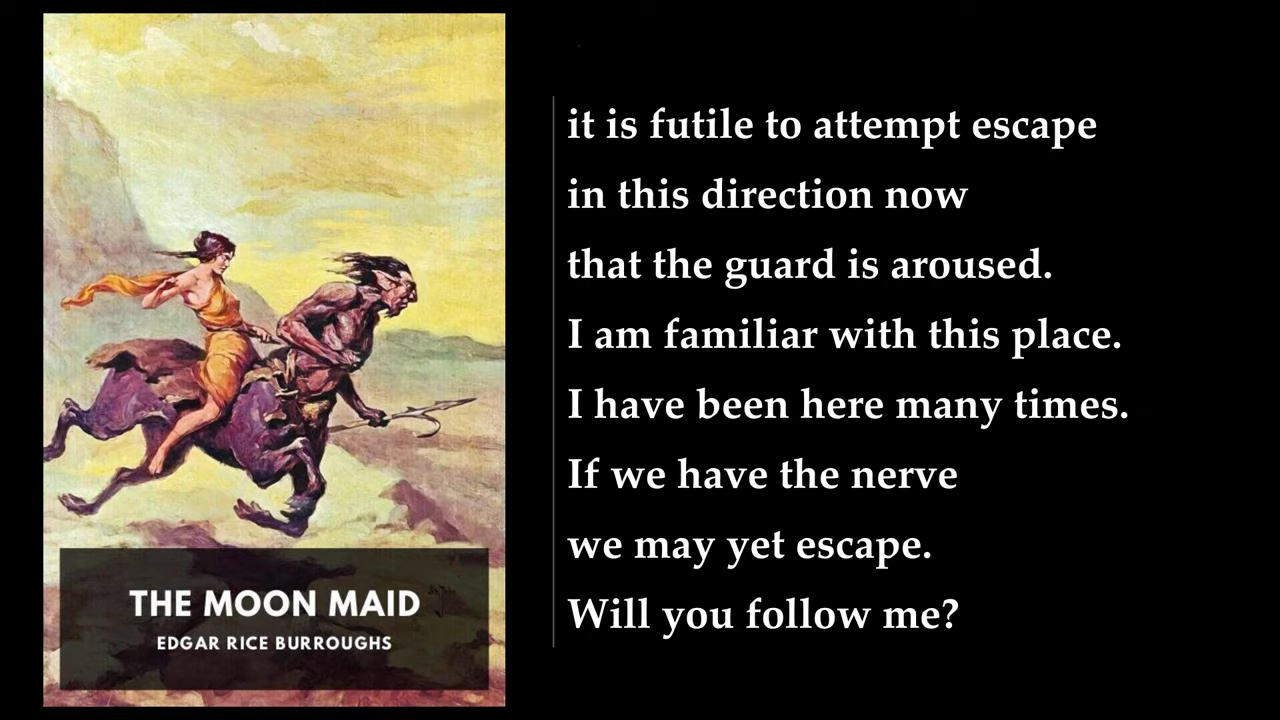 THE MOON MAID
EDGAR RICE BURROUGHS
it is futile to attempt escape
in this direction now
that the guard is aroused.
I am familiar with this place.
I have been here many times.
If we have the nerve
we may yet escape.
Will you follow me?